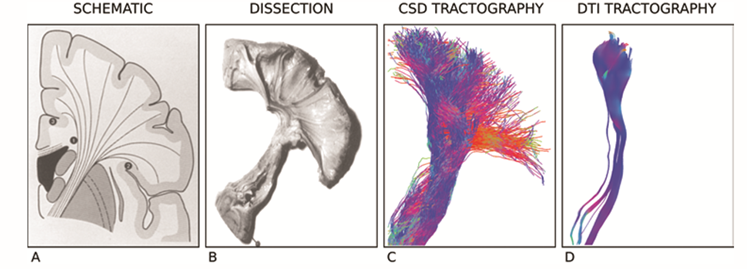 SCHEMATIC DISSECTION CSD TRACTOGRAPHY DTI TRACTOGRAPHY
A B C D